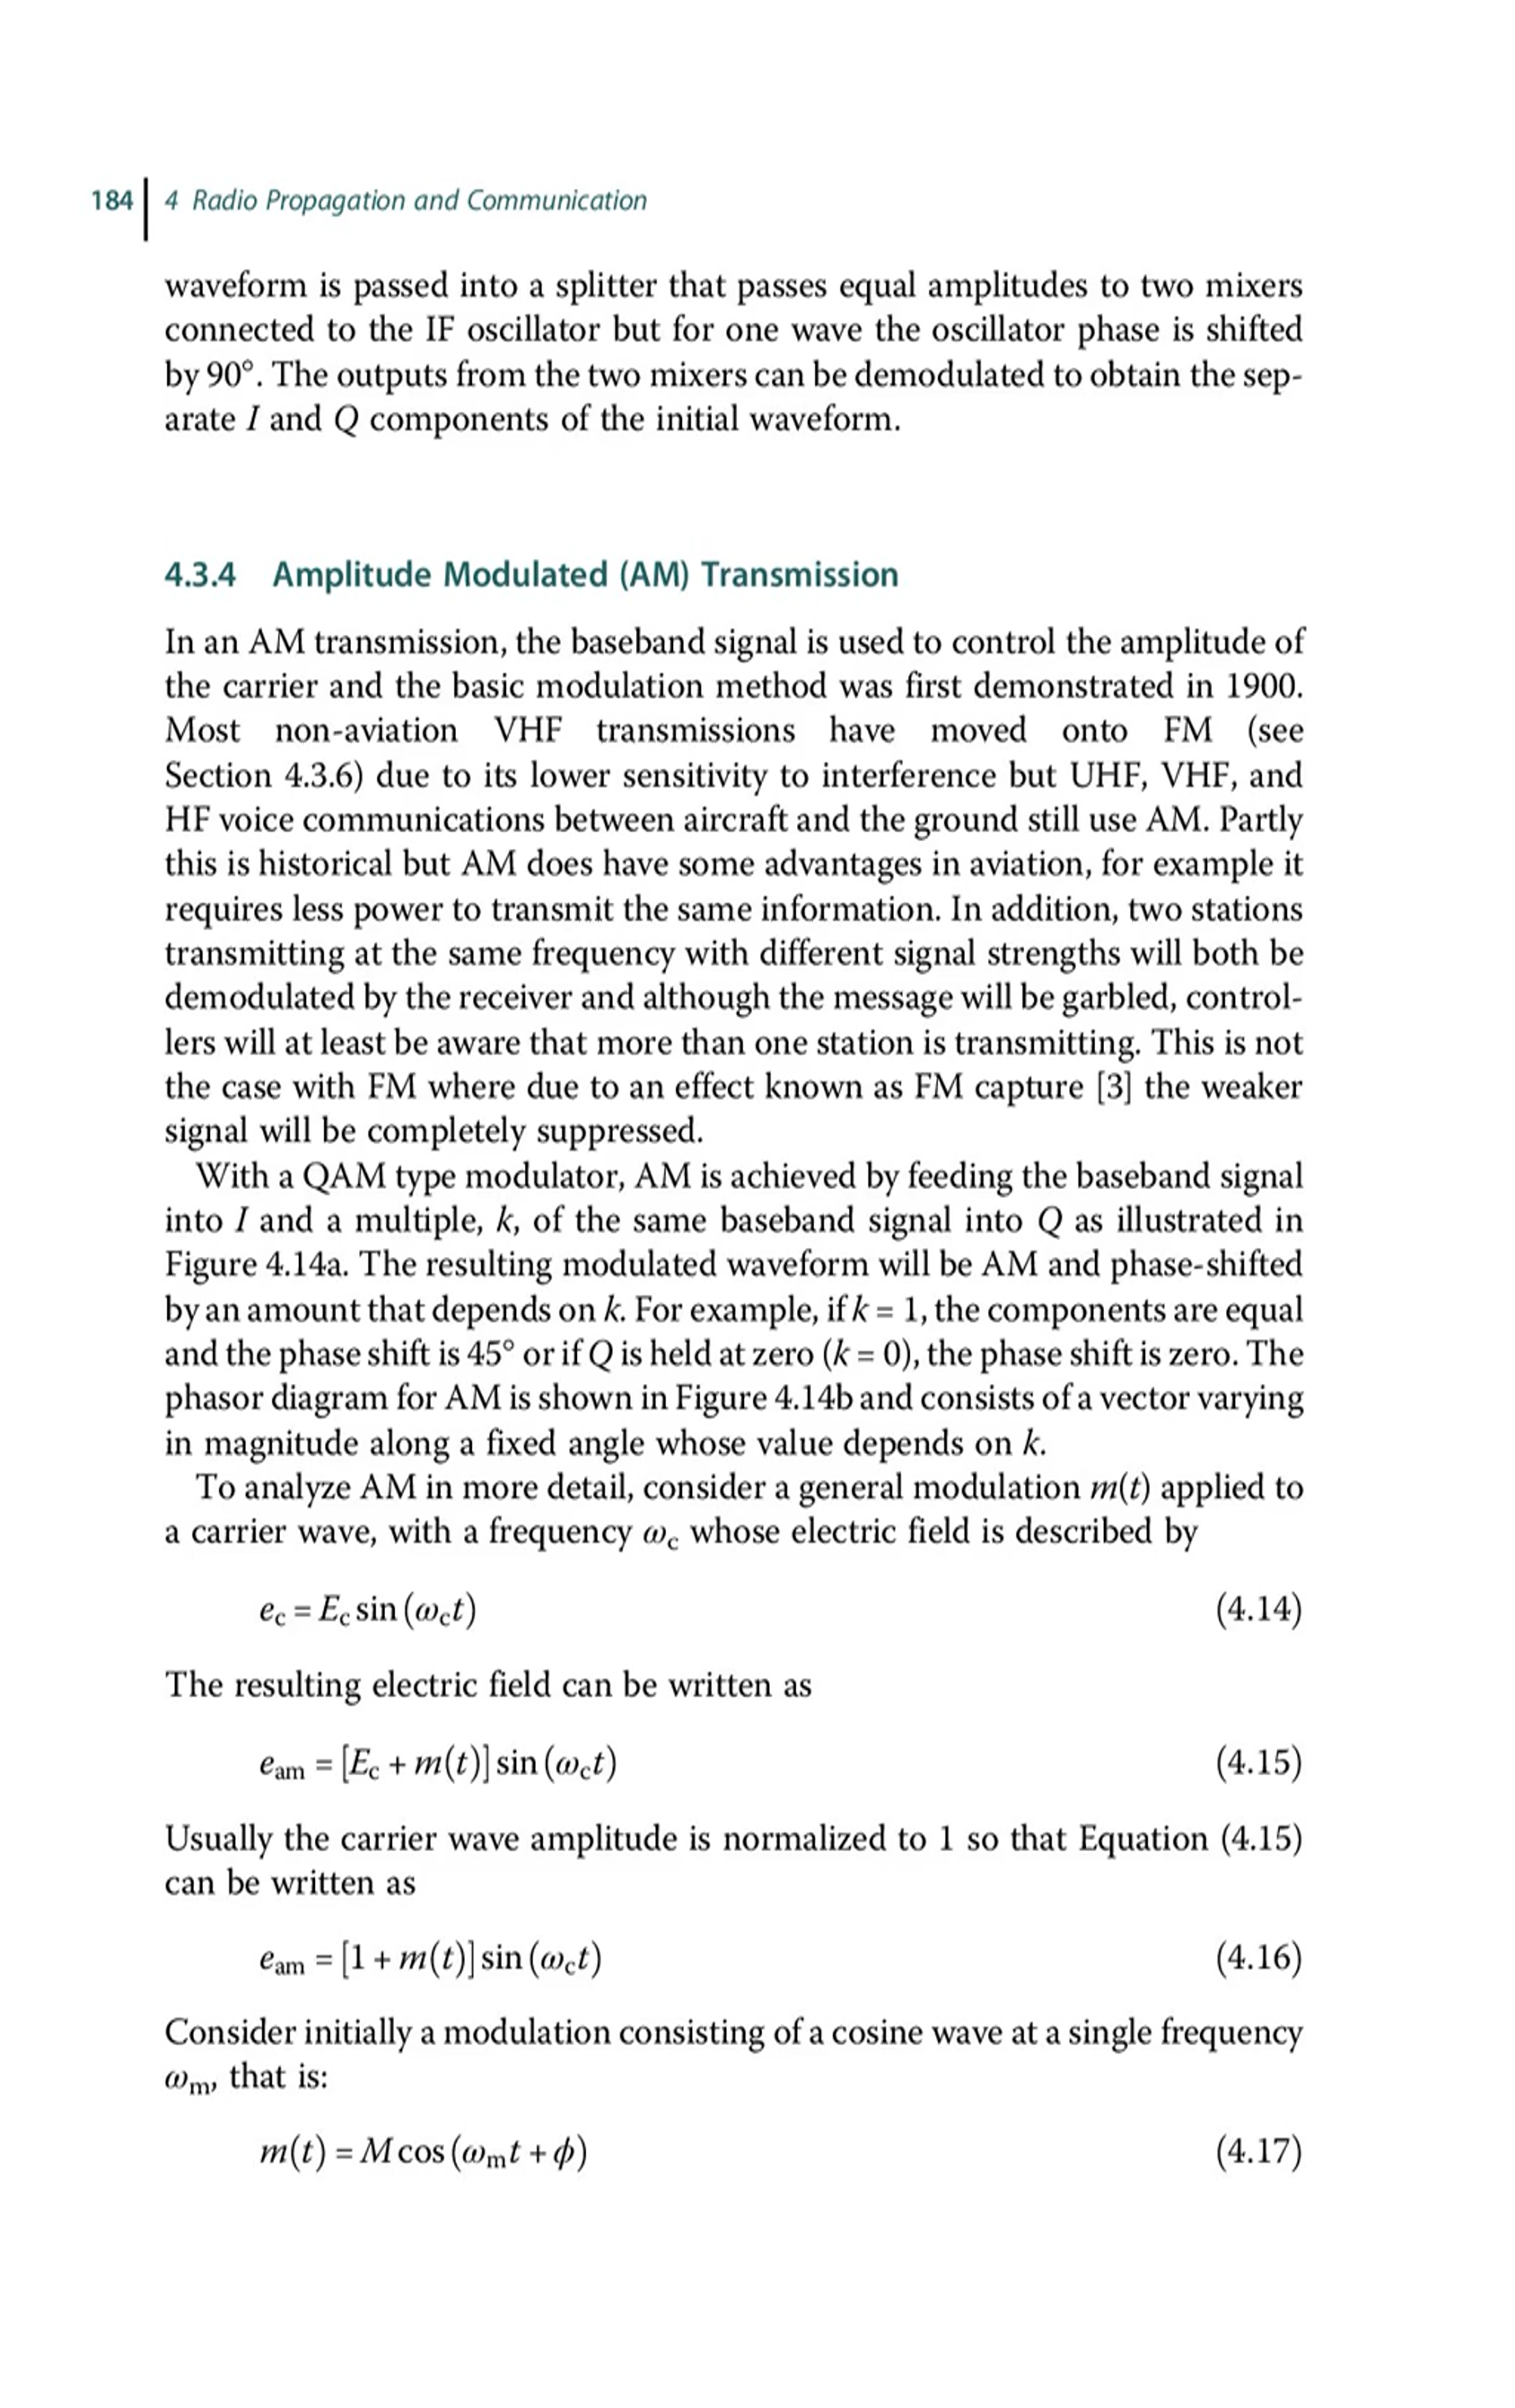 184 4 Radio Propagation and Communication
waveform is passed into a splitter that passes equal amplitudes to two mixers
connected to the IF oscillator but for one wave the oscillator phase is shifted
by 90°. The outputs from the two mixers can be demodulated to obtain the sep-
arate I and Q components of the initial waveform.
4.3.4 Amplitude Modulated (AM) Transmission
In an AM transmission, the baseband signal is used to control the amplitude of
the carrier and the basic modulation method was first demonstrated in 1900.
Most non-aviation VHF transmissions have moved onto FM (see
Section 4.3.6) due to its lower sensitivity to interference but UHF, VHF, and
HF voice communications between aircraft and the ground still use AM. Partly
this is historical but AM does have some advantages in aviation, for example it
requires less power to transmit the same information. In addition, two stations
transmitting at the same frequency with different signal strengths will both be
demodulated by the receiver and although the message will be garbled, control-
lers will at least be aware that more than one station is transmitting. This is not
the case with FM where due to an effect known as FM capture [3] the weaker
signal will be completely suppressed.
With a QAM type modulator, AM is achieved by feeding the baseband signal
into I and a multiple, k, of the same baseband signal into Q as illustrated in
Figure 4.14a. The resulting modulated waveform will be AM and phase-shifted
by an amount that depends on k. For example, if k = 1, the components are equal
and the phase shift is 45° or if Q is held at zero (k = 0), the phase shift is zero. The
phasor diagram for AM is shown in Figure 4.14b and consists of a vector varying
in magnitude along a fixed angle whose value depends on k.
To analyze AM in more detail, consider a general modulation m(t) applied to
a carrier wave, with a frequency ωc whose electric field is described by
ec = Ec sin (ωct) (4.14)
The resulting electric field can be written as
eam = [Ec + m(t)] sin (ωct) (4.15)
Usually the carrier wave amplitude is normalized to 1 so that Equation (4.15)
can be written as
eam = [1 + m(t)] sin (ωct) (4.16)
Consider initially a modulation consisting of a cosine wave at a single frequency
ωm, that is:
m(t) = M cos (ωmt + ϕ) (4.17)